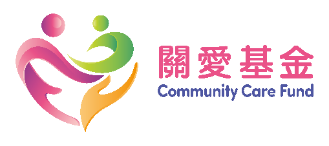 關愛基金
Community Care Fund